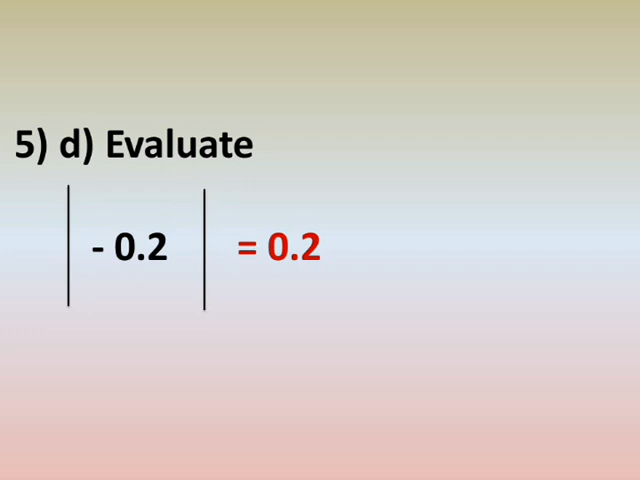 5) d) Evaluate
| - 0.2 | = 0.2